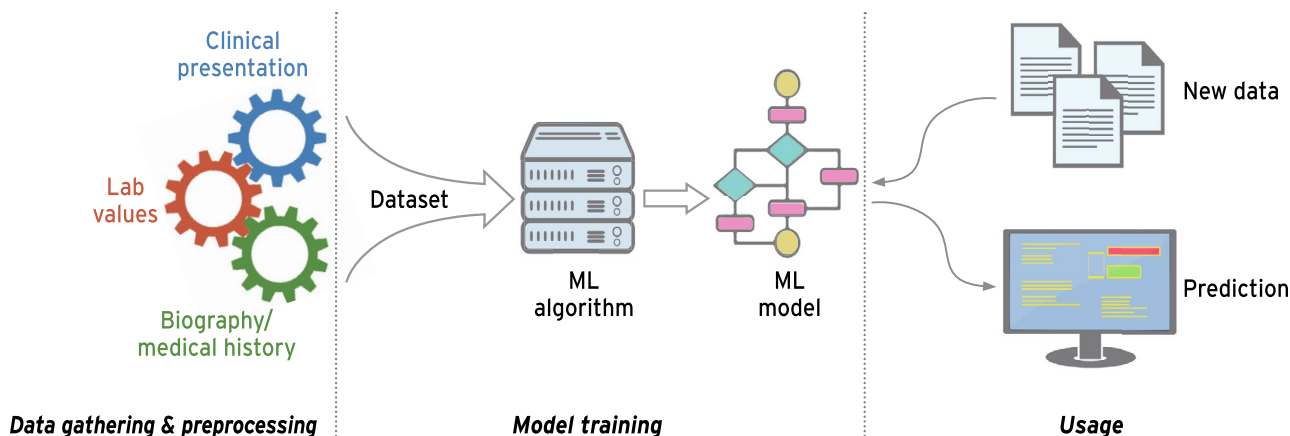 Clinical
presentation
Lab
values
Biography/
medical history
Data gathering & preprocessing
Dataset
ML
algorithm
ML
model
Model training
New data
Prediction
Usage